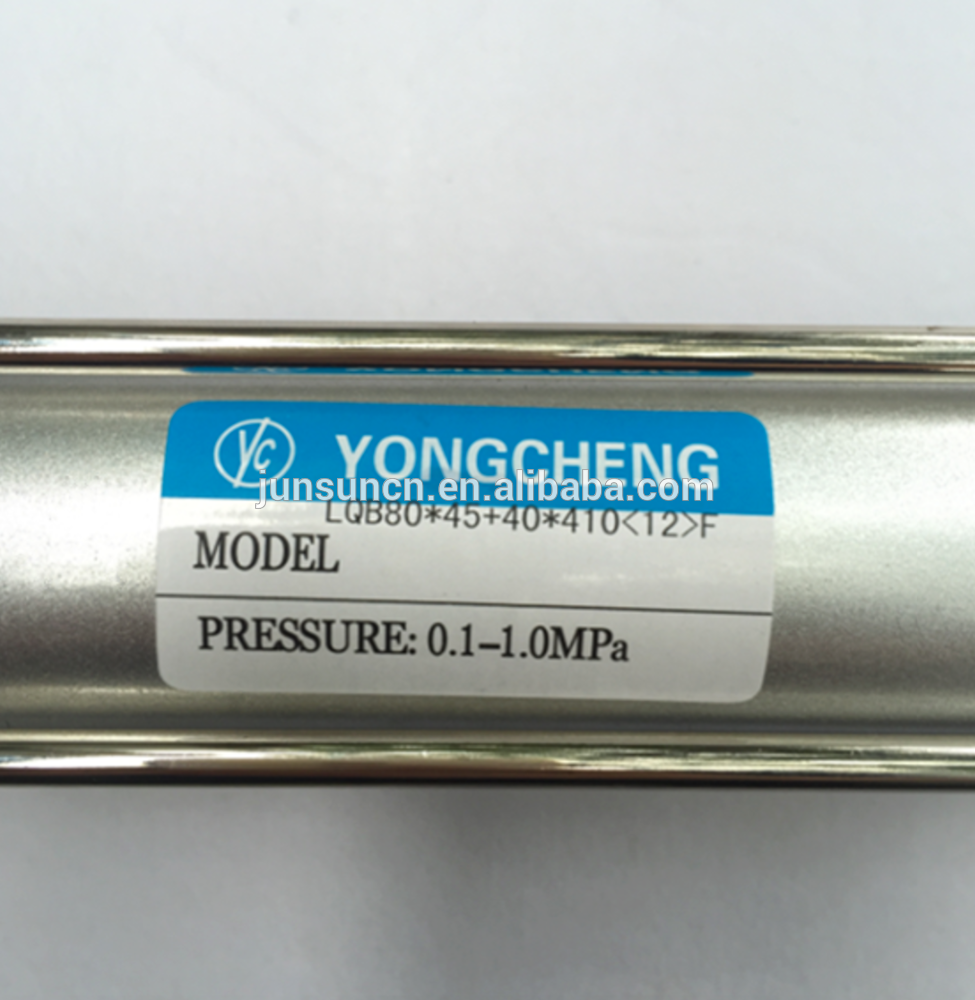 yc YONGCHENG
junsuncn.en.alibaba.com
LQB80*45+40*410<12>F
MODEL
PRESSURE: 0.1-1.0MPa